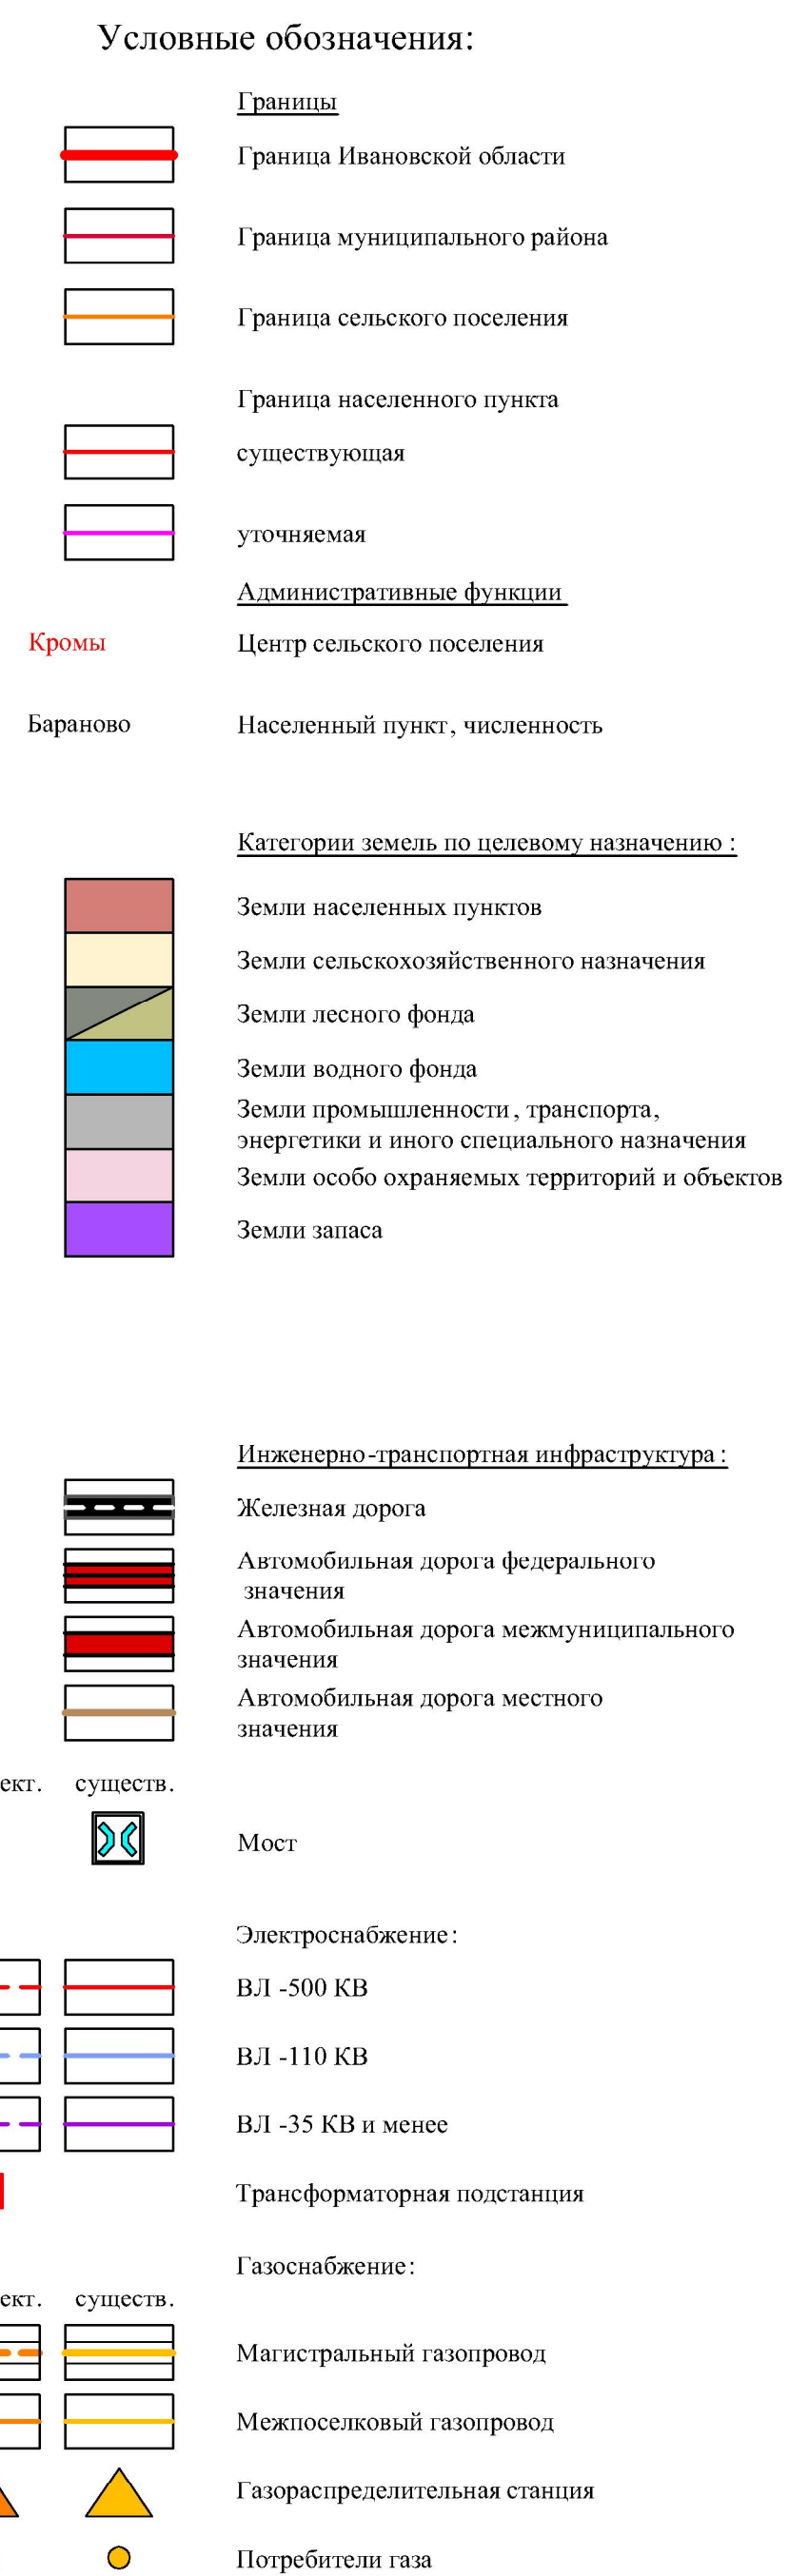 Условные обозначения:
Границы
Граница Ивановской области
Граница муниципального района
Граница сельского поселения
Граница населенного пункта
существующая
уточняемая
Административные функции
Кромы Центр сельского поселения
Бараново Населенный пункт, численность
Категории земель по целевому назначению :
Земли населенных пунктов
Земли сельскохозяйственного назначения
Земли лесного фонда
Земли водного фонда
Земли промышленности, транспорта,
энергетики и иного специального назначения
Земли особо охраняемых территорий и объектов
Земли запаса
Инженерно-транспортная инфраструктура :
Железная дорога
Автомобильная дорога федерального
значения
Автомобильная дорога межмуниципального
значения
Автомобильная дорога местного
значения
ект. существ.
Мост
Электроснабжение:
ВЛ -500 КВ
ВЛ -110 КВ
ВЛ -35 КВ и менее
Трансформаторная подстанция
Газоснабжение:
ект. существ.
Магистральный газопровод
Межпоселковый газопровод
Газораспределительная станция
Потребители газа